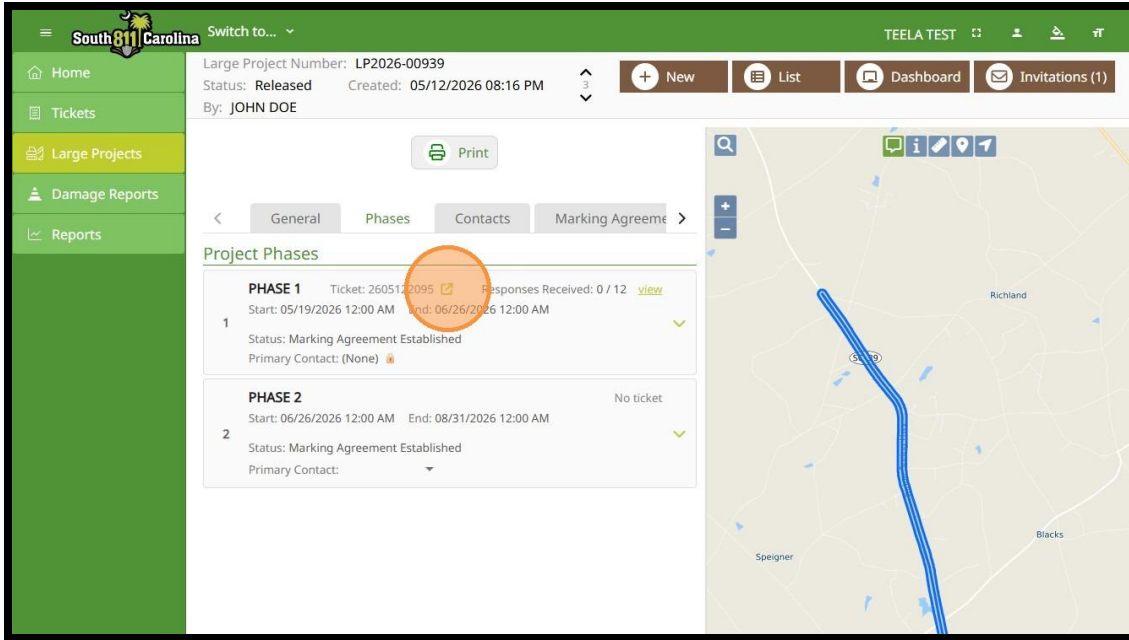 South 811 Carolina
Switch to...
TEELA TEST
Home
Tickets
Large Projects
Damage Reports
Reports
Large Project Number: LP2026-00939
Status: Released Created: 05/12/2026 08:16 PM
By: JOHN DOE
3
New
List
Dashboard
Invitations (1)
Print
General
Phases
Contacts
Marking Agreeme
Project Phases
1
PHASE 1 Ticket: 2605122095 Responses Received: 0 / 12 view
Start: 05/19/2026 12:00 AM End: 06/26/2026 12:00 AM
Status: Marking Agreement Established
Primary Contact: (None)
2
PHASE 2 No ticket
Start: 06/26/2026 12:00 AM End: 08/31/2026 12:00 AM
Status: Marking Agreement Established
Primary Contact:
Richland
Blacks
Speigner